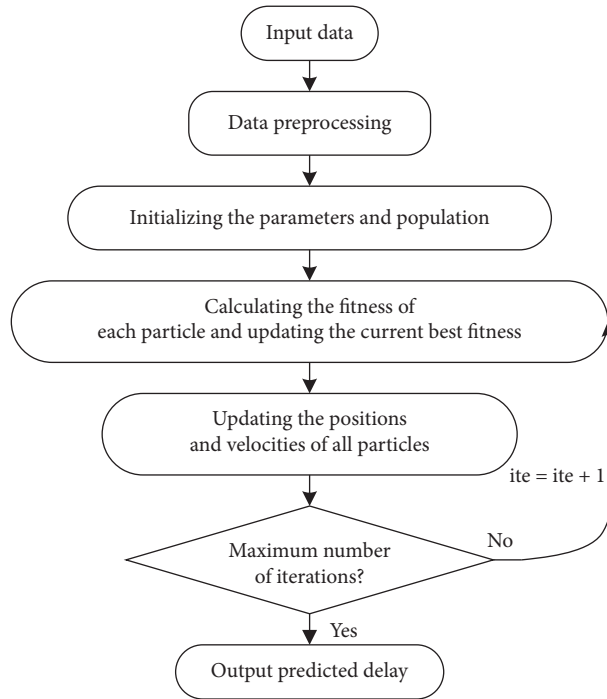 Input data
Data preprocessing
Initializing the parameters and population
Calculating the fitness of
each particle and updating the current best fitness
Updating the positions
and velocities of all particles
ite = ite + 1
Maximum number
of iterations?
No
Yes
Output predicted delay